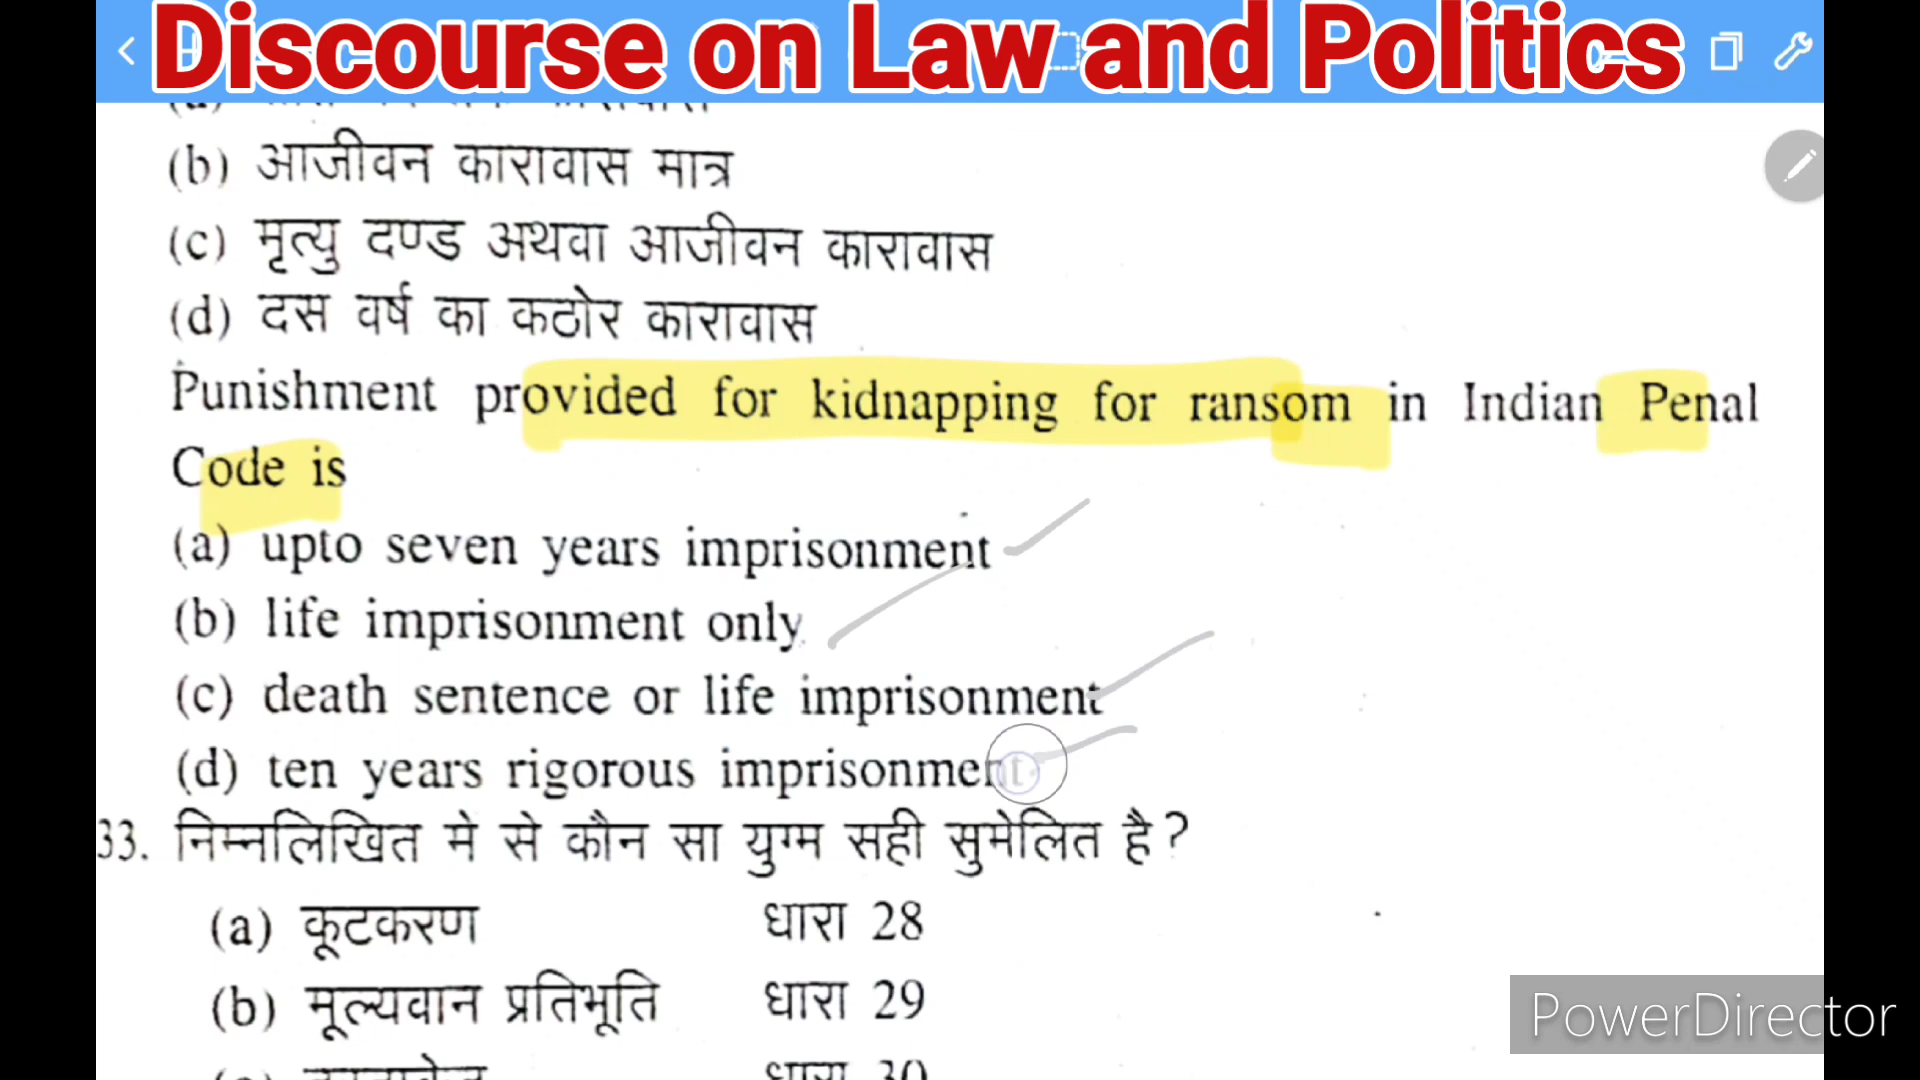 Discourse on Law and Politics
(b) आजीवन कारावास मात्र
(c) मृत्यु दण्ड अथवा आजीवन कारावास
(d) दस वर्ष का कठोर कारावास
Punishment provided for kidnapping for ransom in Indian Penal
Code is
(a) upto seven years imprisonment
(b) life imprisonment only
(c) death sentence or life imprisonment
(d) ten years rigorous imprisonment
33. निम्नलिखित मे से कौन सा युग्म सही सुमेलित है?
(a) कूटकरण धारा 28
(b) मूल्यवान प्रतिभूति धारा 29
PowerDirector